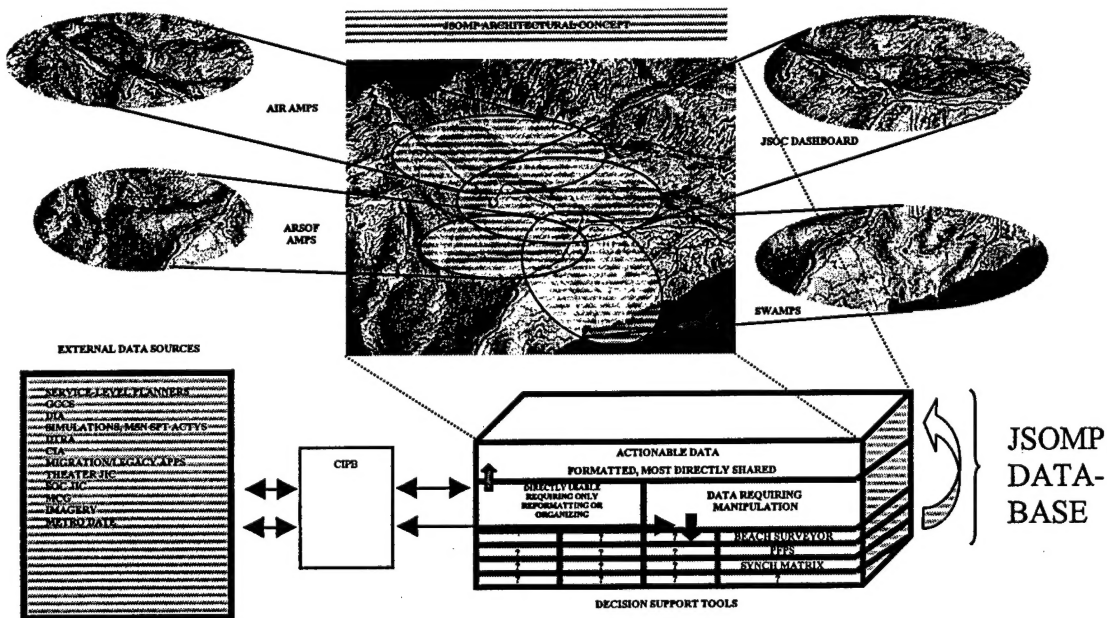 JSOMP ARCHITECTURAL CONCEPT
AIR AMPS
JSOC DASHBOARD
ARSOF
AMPS
SWAMPS
EXTERNAL DATA SOURCES
SERVICE-LEVEL PLANNERS
GGCS
DIA
SIMULATIONS, MSN SPT ACTYS
DTRA
CIA
MIGRATION/LEGACY APPS
THEATER JIC
SOC JIC
MCG
IMAGERY
METRO DATE
CIPB
ACTIONABLE DATA
FORMATTED, MOST DIRECTLY SHARED
DIRECTLY USABLE
REQUIRING ONLY
REFORMATTING OR
ORGANIZING
DATA REQUIRING
MANIPULATION
? ? ? BEACH SURVEYOR
? ? ? PFPS
? ? ? SYNCH MATRIX
? ? ? ?
DECISION SUPPORT TOOLS
JSOMP
DATA-
BASE